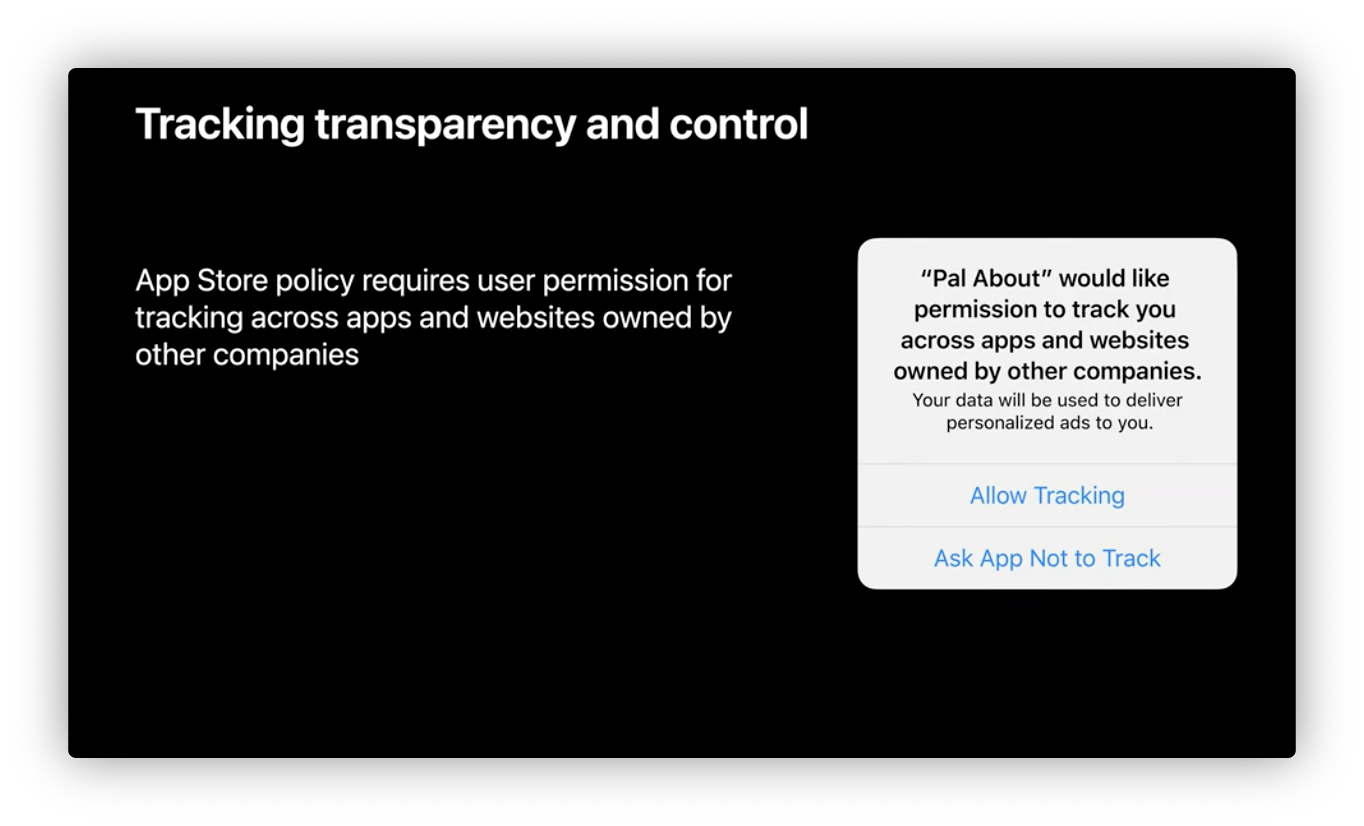 Tracking transparency and control
App Store policy requires user permission for
tracking across apps and websites owned by
other companies
“Pal About” would like
permission to track you
across apps and websites
owned by other companies.
Your data will be used to deliver
personalized ads to you.
Allow Tracking
Ask App Not to Track